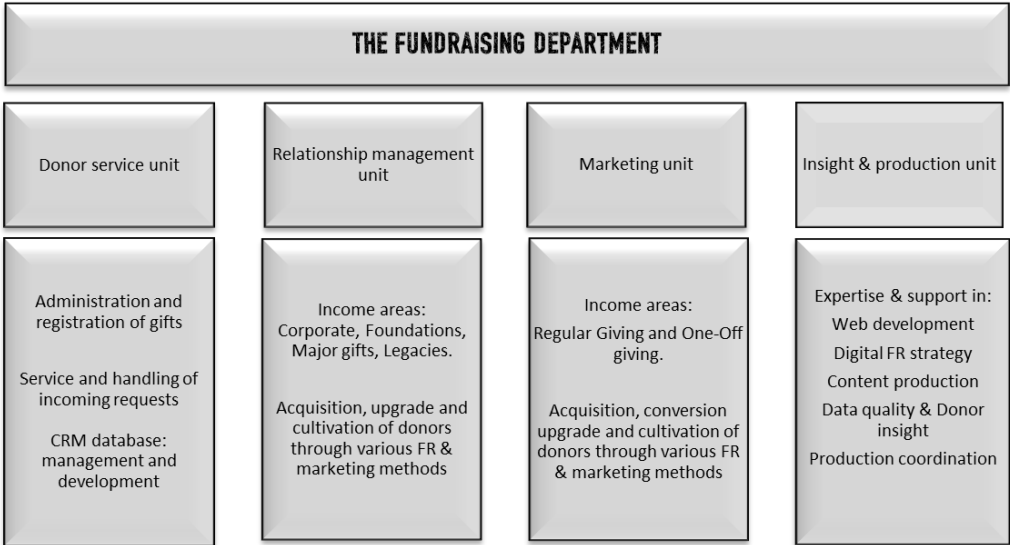 THE FUNDRAISING DEPARTMENT
Donor service unit
Relationship management
unit
Marketing unit
Insight & production unit
Administration and
registration of gifts
Service and handling of
incoming requests
CRM database:
management and
development
Income areas:
Corporate, Foundations,
Major gifts, Legacies.
Acquisition, upgrade and
cultivation of donors
through various FR &
marketing methods
Income areas:
Regular Giving and One-Off
giving.
Acquisition, conversion
upgrade and cultivation of
donors through various FR
& marketing methods
Expertise & support in:
Web development
Digital FR strategy
Content production
Data quality & Donor
insight
Production coordination